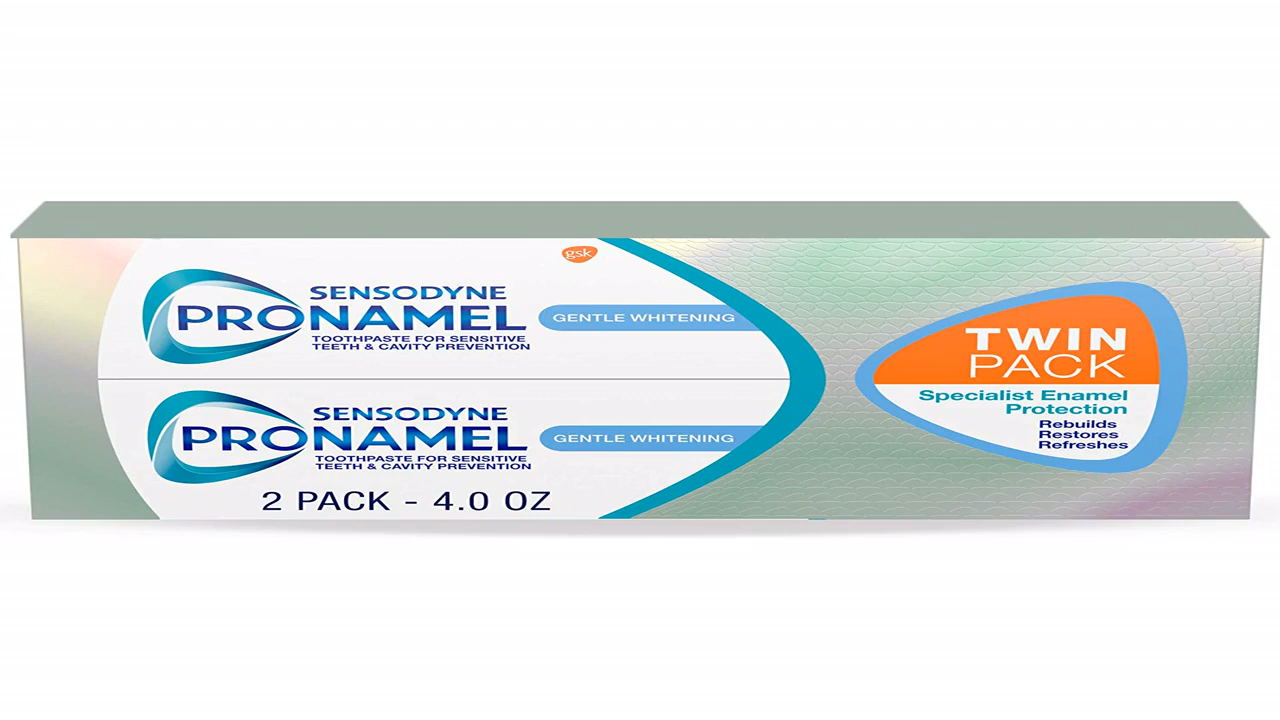 gsk
SENSODYNE
PRONAMEL
TOOTHPASTE FOR SENSITIVE
TEETH & CAVITY PREVENTION
GENTLE WHITENING
SENSODYNE
PRONAMEL
TOOTHPASTE FOR SENSITIVE
TEETH & CAVITY PREVENTION
GENTLE WHITENING
2 PACK - 4.0 OZ
TWIN
PACK
Specialist Enamel
Protection
Rebuilds
Restores
Refreshes